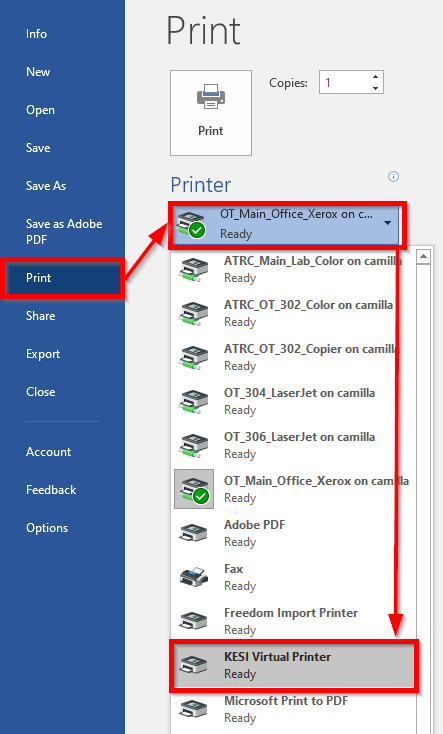 Info
New
Open
Save
Save As
Save as Adobe
PDF
Print
Share
Export
Close
Account
Feedback
Options
Print
Print
Copies:
1
Printer
OT_Main_Office_Xerox on c...
Ready
ATRC_Main_Lab_Color on camilla
Ready
ATRC_OT_302_Color on camilla
Ready
ATRC_OT_302_Copier on camilla
Ready
OT_304_LaserJet on camilla
Ready
OT_306_LaserJet on camilla
Ready
OT_Main_Office_Xerox on camilla
Ready
Adobe PDF
Ready
Fax
Ready
Freedom Import Printer
Ready
KESI Virtual Printer
Ready
Microsoft Print to PDF
Ready